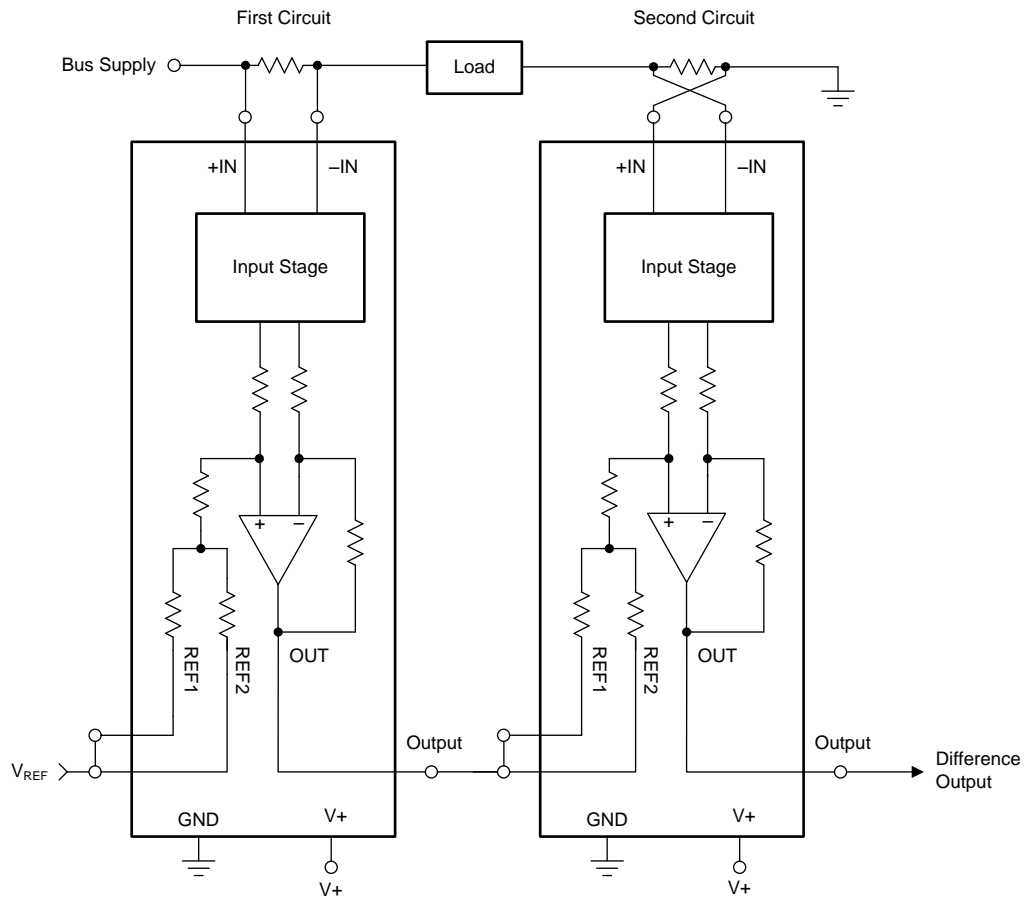 First Circuit
Second Circuit
Bus Supply
Load
+IN
–IN
+IN
–IN
Input Stage
Input Stage
+
–
+
–
OUT
OUT
REF1
REF2
REF1
REF2
Output
Output
VREF
Difference
Output
GND
V+
GND
V+
V+
V+